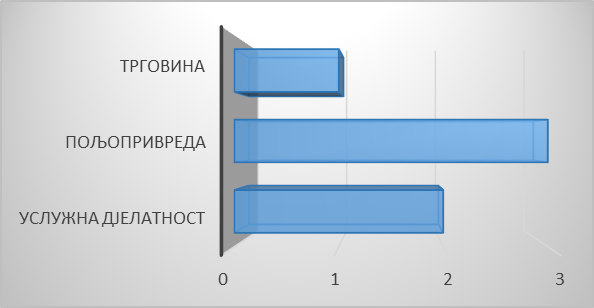 ТРГОВИНА
ПОЉОПРИВРЕДА
УСЛУЖНА ДЈЕЛАТНОСТ
0 1 2 3